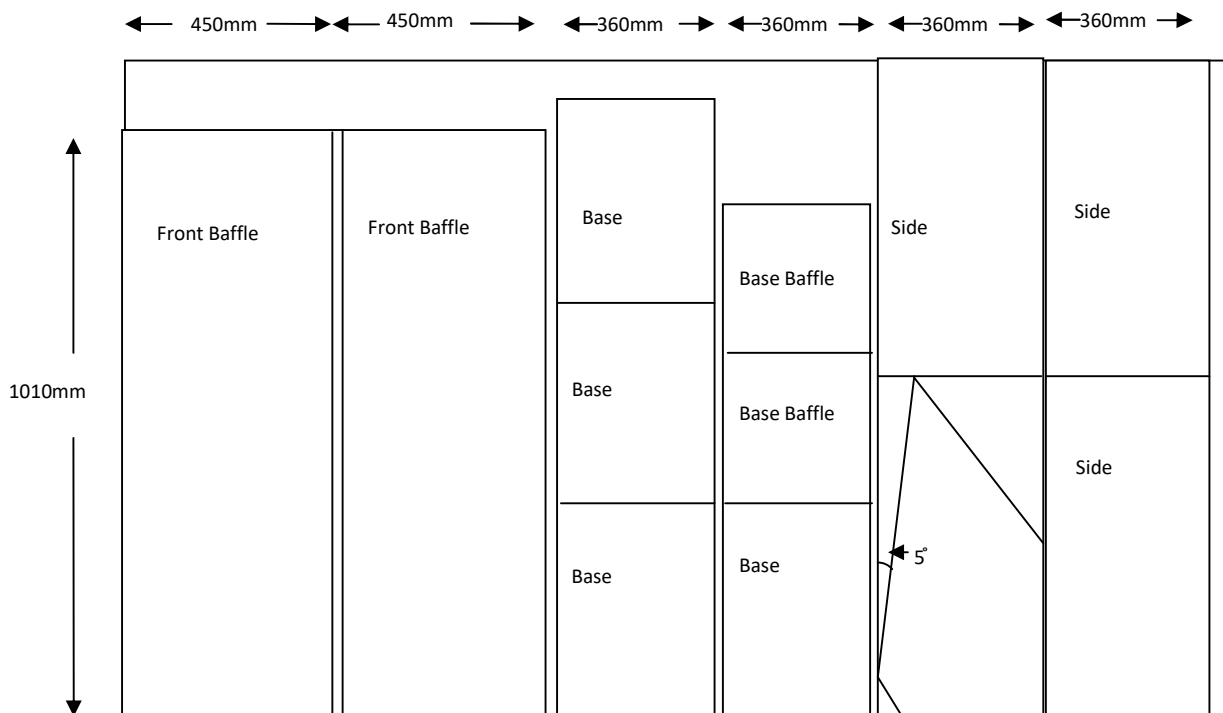 450mm
450mm
360mm
360mm
360mm
360mm
Front Baffle
Front Baffle
Base
Base Baffle
Side
Side
1010mm
Base
Base Baffle
Side
Base
Base
5°